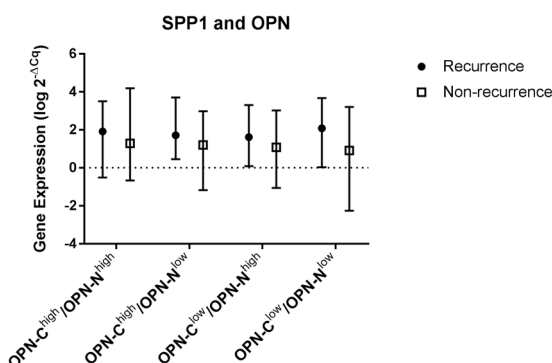 SPP1 and OPN
Gene Expression (log 2^-ΔCq)
6
4
2
0
-2
-4
OPN-C^high/OPN-N^high
OPN-C^high/OPN-N^low
OPN-C^low/OPN-N^high
OPN-C^low/OPN-N^low
Recurrence
Non-recurrence